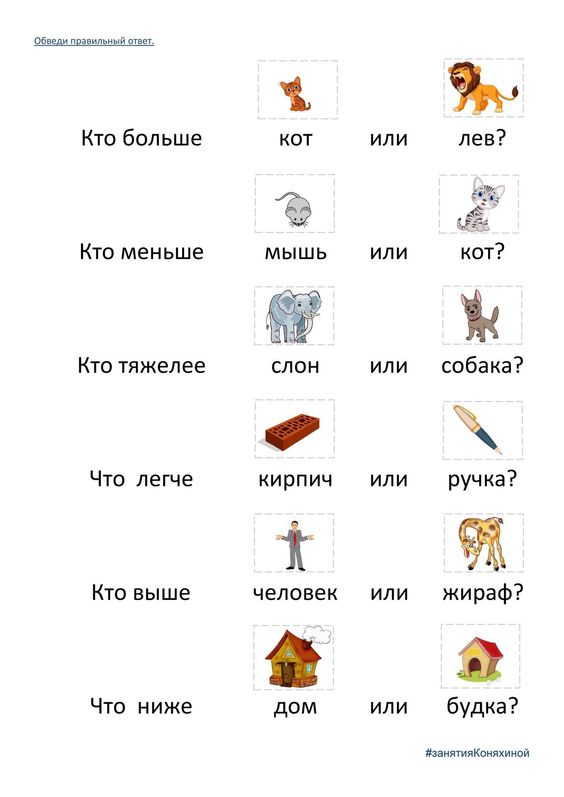 Обведи правильный ответ.
Кто больше кот или лев?
Кто меньше мышь или кот?
Кто тяжелее слон или собака?
Что легче кирпич или ручка?
Кто выше человек или жираф?
Что ниже дом или будка?
#занятияКоняхиной